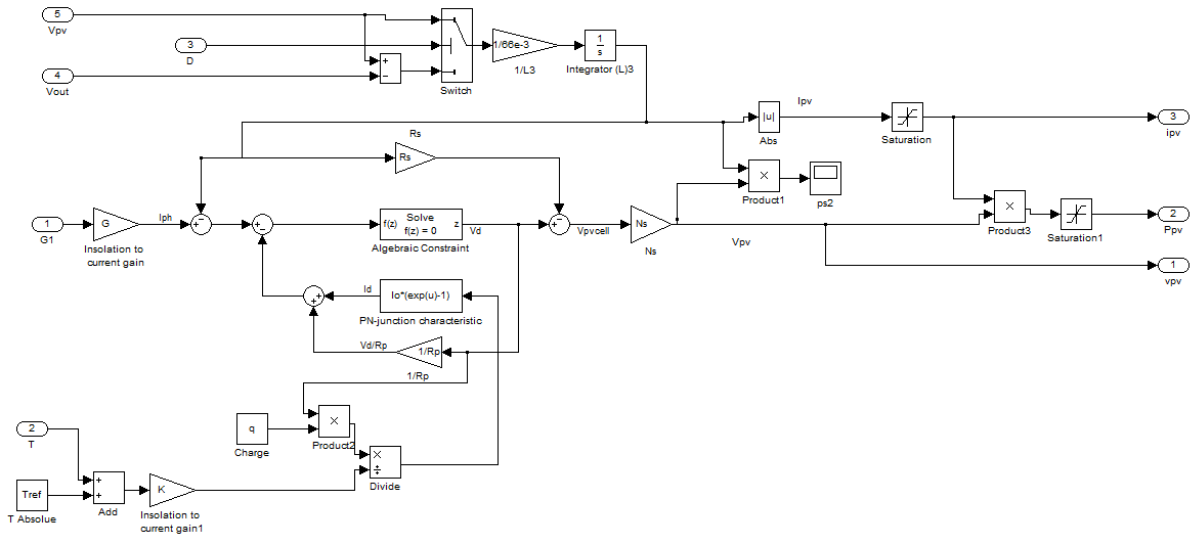 5
Vpv
3
D
4
Vout
+
−
Switch
1/66e-3
1/L3
1
s
Integrator (L)3
|u|
Abs
Ipv
Saturation
3
ipv
Rs
Rs
×
Product1
ps2
1
G1
G
Insolation to
current gain
Iph
+
−
+
−
f(z)
Solve
f(z) = 0
z
Algebraic Constraint
Vd
+
−
Vpvcell
Ns
Ns
Vpv
×
Product3
Saturation1
2
Ppv
1
vpv
+
+
Id
Io*(exp(u)-1)
PN-junction characteristic
Vd/Rp
1/Rp
1/Rp
q
Charge
×
Product2
×
÷
Divide
2
T
Tref
T Absolue
+
+
Add
K
Insolation to
current gain1